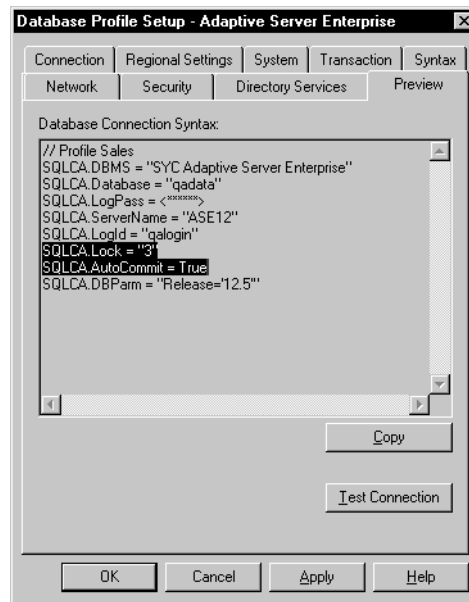 Database Profile Setup - Adaptive Server Enterprise
Connection Regional Settings System Transaction Syntax
Network Security Directory Services Preview
Database Connection Syntax:
// Profile Sales
SQLCA.DBMS = "SYC Adaptive Server Enterprise"
SQLCA.Database = "qadata"
SQLCA.LogPass = <******>
SQLCA.ServerName = "ASE12"
SQLCA.LogId = "qalogin"
SQLCA.Lock = "3"
SQLCA.AutoCommit = True
SQLCA.DBParm = "Release='12.5'"
Copy
Test Connection
OK Cancel Apply Help